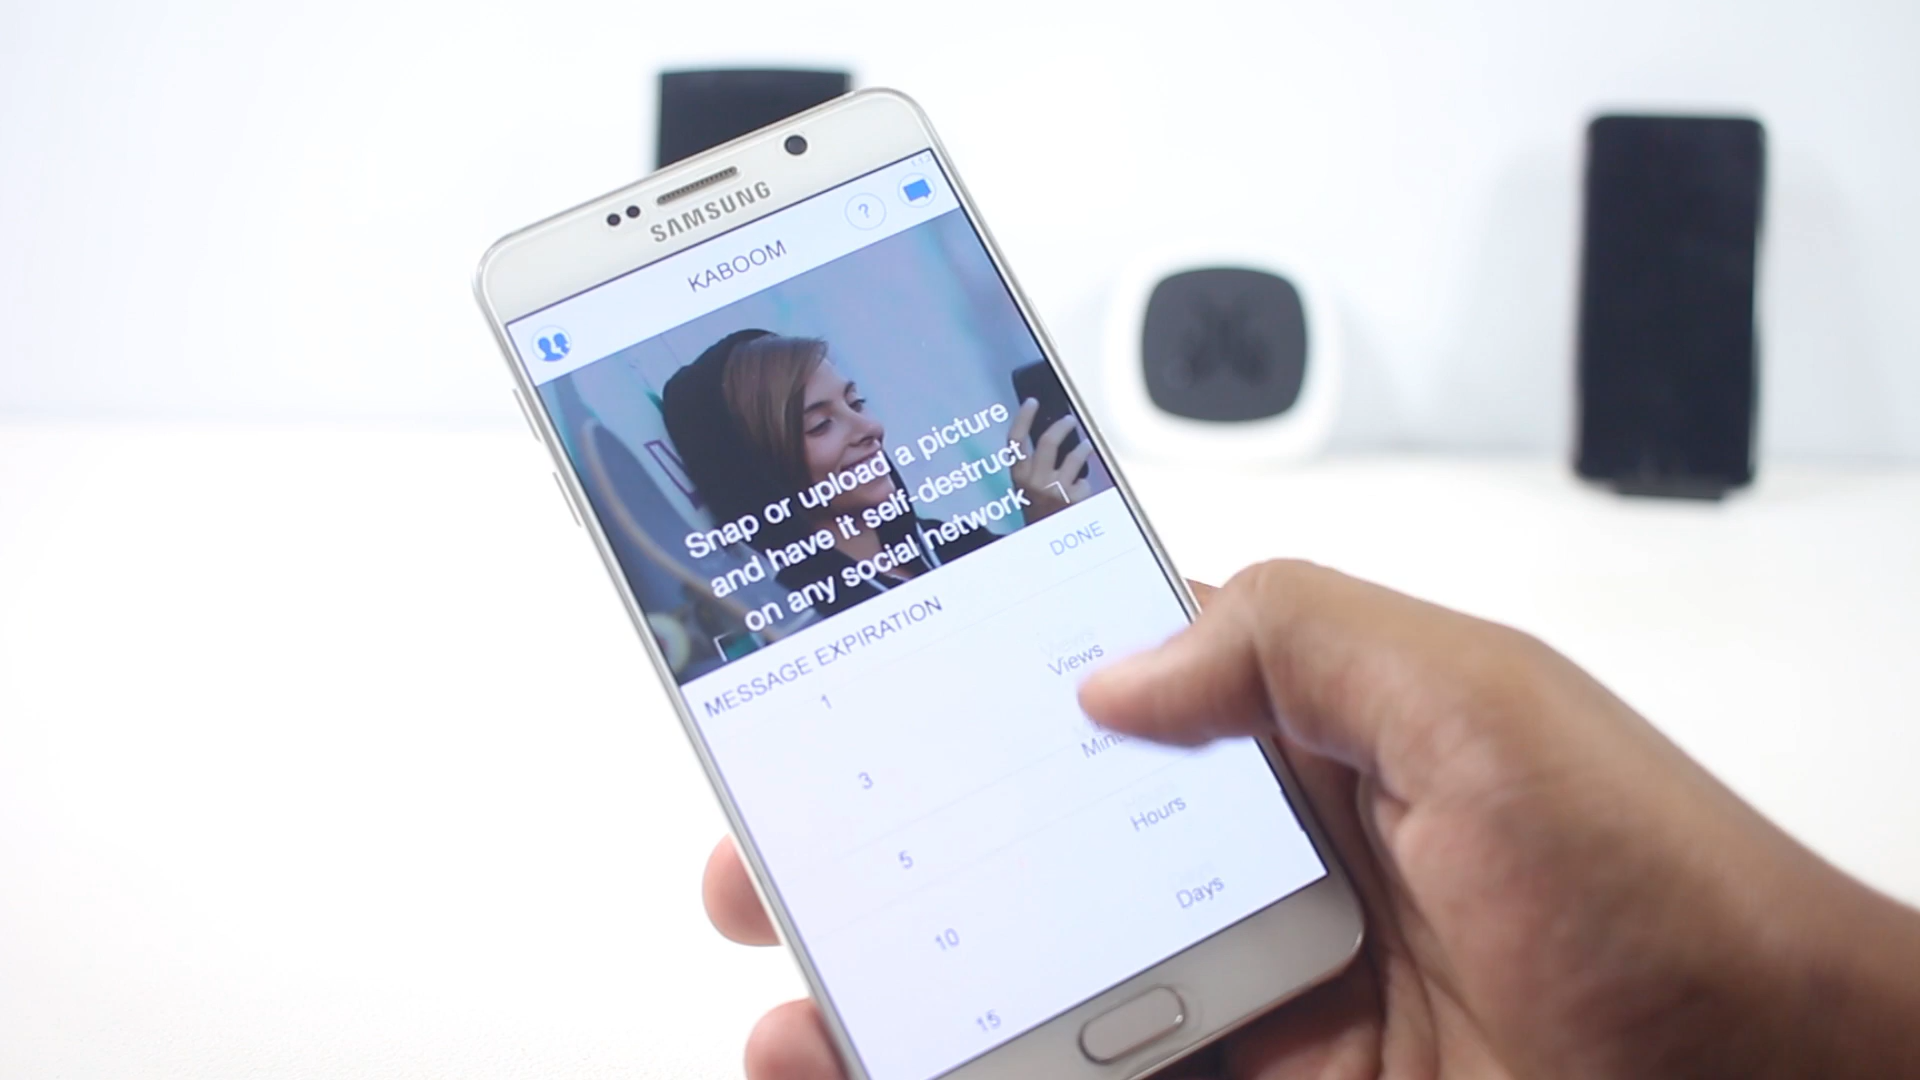 SAMSUNG
KABOOM
?
Snap or upload a picture
and have it self-destruct
on any social network
DONE
MESSAGE EXPIRATION
1 Views
3
5 Hours
10 Days
15